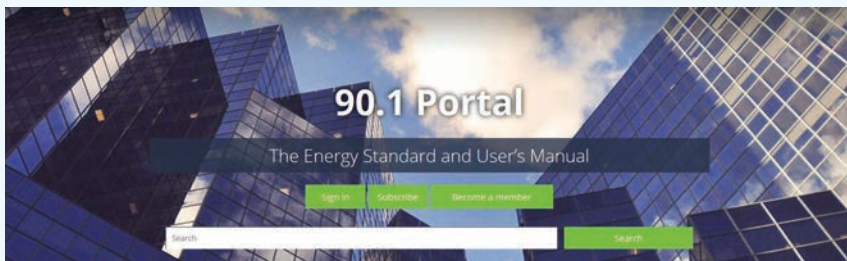 90.1 Portal
The Energy Standard and User's Manual
Sign In Subscribe Become a member
Search Search